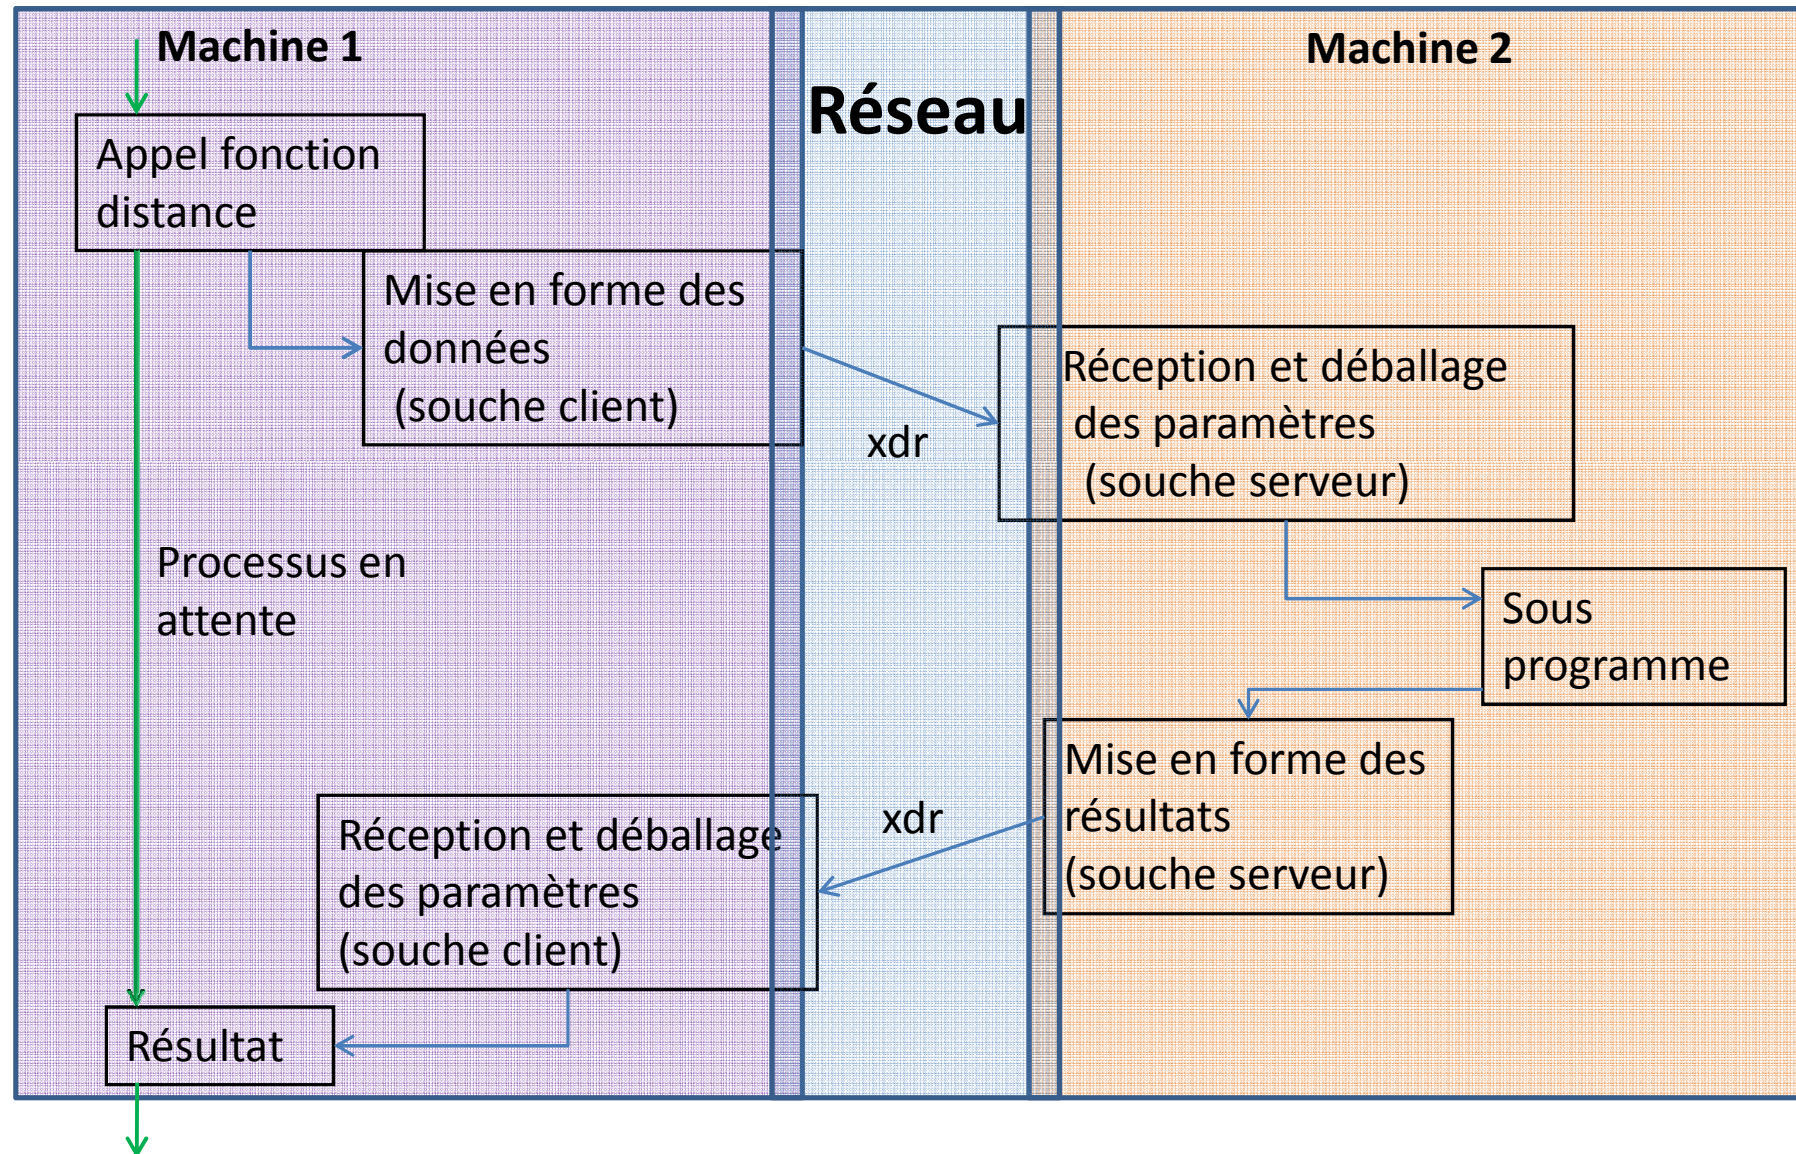 Machine 1
Machine 2
Réseau
Appel fonction
distance
Mise en forme des
données
(souche client)
xdr
Réception et déballage
des paramètres
(souche serveur)
Processus en
attente
Sous
programme
Mise en forme des
résultats
(souche serveur)
xdr
Réception et déballage
des paramètres
(souche client)
Résultat